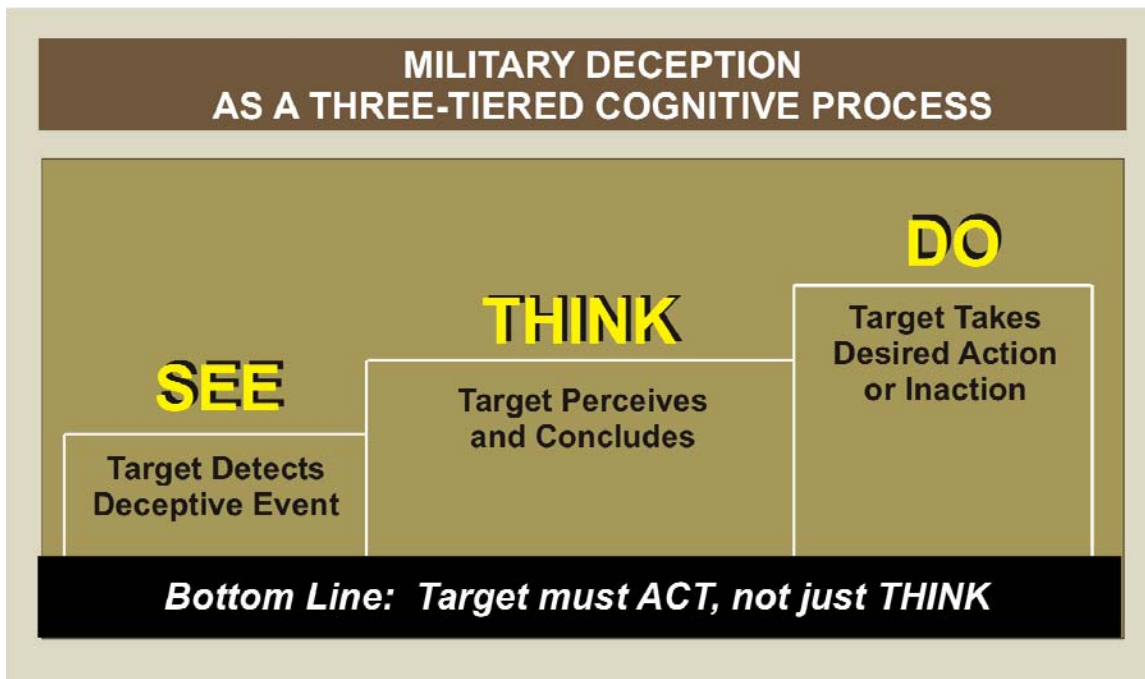 MILITARY DECEPTION
AS A THREE-TIERED COGNITIVE PROCESS
SEE
Target Detects
Deceptive Event
THINK
Target Perceives
and Concludes
DO
Target Takes
Desired Action
or Inaction
Bottom Line: Target must ACT, not just THINK